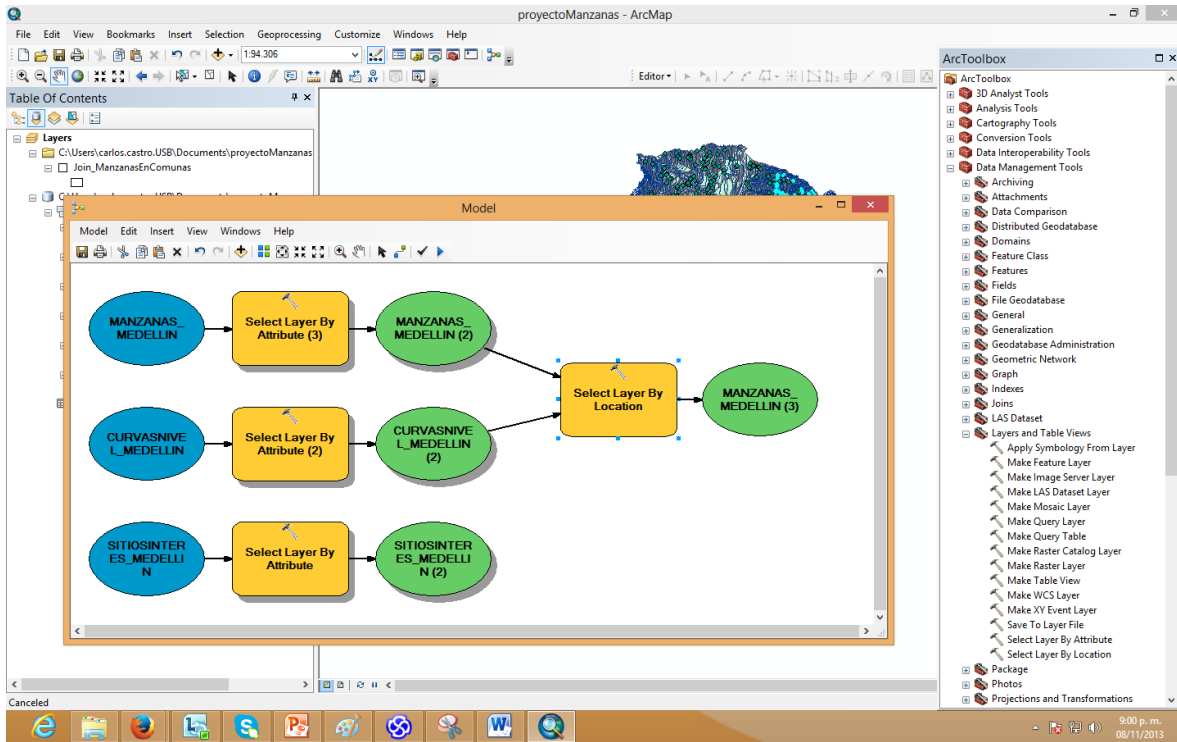 proyectoManzanas - ArcMap
File Edit View Bookmarks Insert Selection Geoprocessing Customize Windows Help
1:94.306
Editor
Table Of Contents
Layers
C:\Users\carlos.castro.USB\Documents\proyectoManzanas
Join_ManzanasEnComunas
Model
Model Edit Insert View Windows Help
MANZANAS_
MEDELLIN
Select Layer By
Attribute (3)
MANZANAS_
MEDELLIN (2)
Select Layer By
Location
MANZANAS_
MEDELLIN (3)
CURVASNIVE
L_MEDELLIN
Select Layer By
Attribute (2)
CURVASNIVE
L_MEDELLIN
(2)
SITIOSINTER
ES_MEDELLI
N
Select Layer By
Attribute
SITIOSINTER
ES_MEDELLI
N (2)
ArcToolbox
ArcToolbox
3D Analyst Tools
Analysis Tools
Cartography Tools
Conversion Tools
Data Interoperability Tools
Data Management Tools
Archiving
Attachments
Data Comparison
Distributed Geodatabase
Domains
Feature Class
Features
Fields
File Geodatabase
General
Generalization
Geodatabase Administration
Geometric Network
Graph
Indexes
Joins
LAS Dataset
Layers and Table Views
Apply Symbology From Layer
Make Feature Layer
Make Image Server Layer
Make LAS Dataset Layer
Make Mosaic Layer
Make Query Layer
Make Query Table
Make Raster Catalog Layer
Make Raster Layer
Make Table View
Make WCS Layer
Make XY Event Layer
Save To Layer File
Select Layer By Attribute
Select Layer By Location
Package
Photos
Projections and Transformations
Canceled
9:00 p. m.
08/11/2013